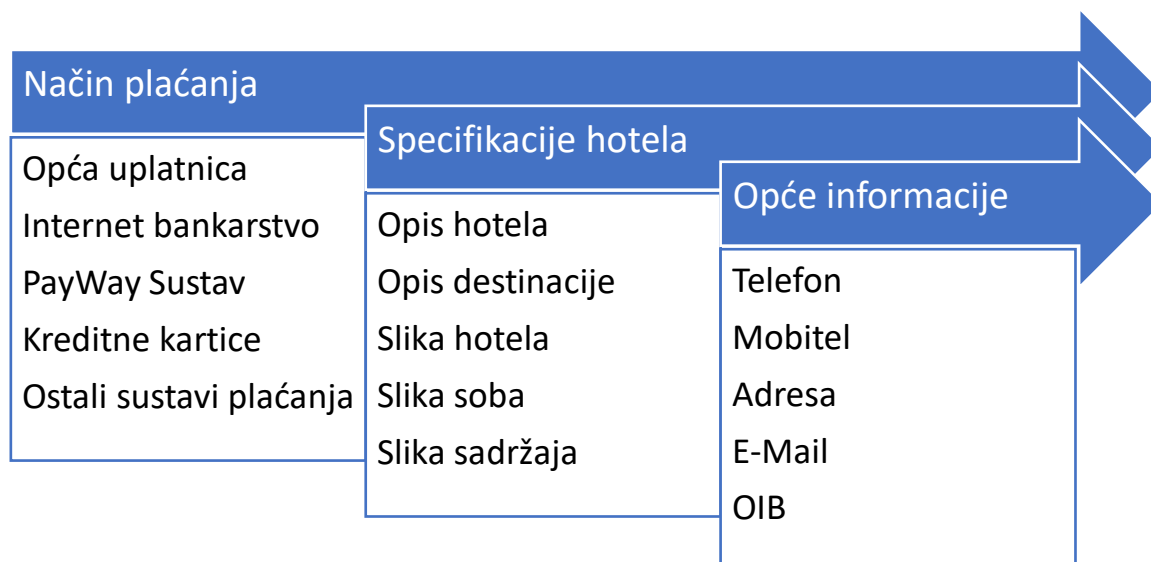 Način plaćanja
Opća uplatnica
Internet bankarstvo
PayWay Sustav
Kreditne kartice
Ostali sustavi plaćanja
Specifikacije hotela
Opis hotela
Opis destinacije
Slika hotela
Slika soba
Slika sadržaja
Opće informacije
Telefon
Mobitel
Adresa
E-Mail
OIB